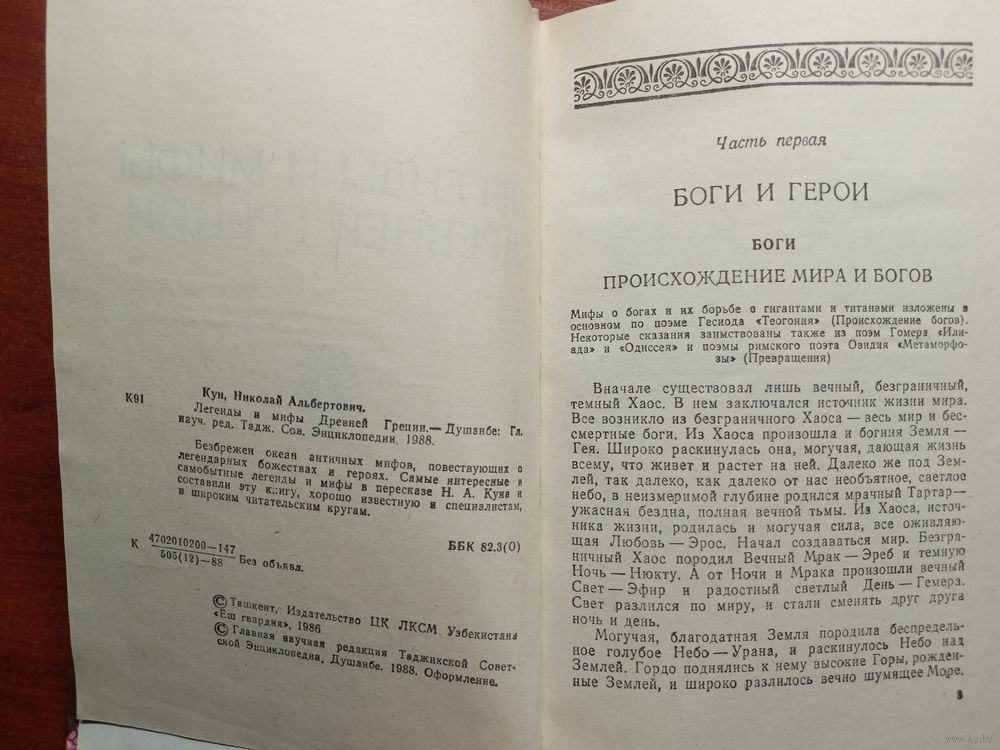 К91
Кун, Николай Альбертович.
Легенды и мифы Древней Греции.— Душанбе: Гл.
науч. ред. Тадж. Сов. Энциклопедии, 1988.
Безбрежен океан античных мифов, повествующих о
легендарных божествах и героях. Самые интересные и
самобытные легенды и мифы в пересказе Н. А. Куна и
составили эту книгу, хорошо известную и специалистам,
и широким читательским кругам.
К 4702010200—147
505(12)—88 Без объявл.
ББК 82.3(0)
© Ташкент, Издательство ЦК ЛКСМ Узбекистана
«Ёш гвардия», 1986
© Главная научная редакция Таджикской Совет-
ской Энциклопедии, Душанбе. 1988. Оформление.
Часть первая
БОГИ И ГЕРОИ
БОГИ
ПРОИСХОЖДЕНИЕ МИРА И БОГОВ
Мифы о богах и их борьбе с гигантами и титанами изложены в
основном по поэме Гесиода «Теогония» (Происхождение богов).
Некоторые сказания заимствованы также из поэм Гомера «Или-
ада» и «Одиссея» и поэмы римского поэта Овидия «Метаморфо-
зы» (Превращения)
Вначале существовал лишь вечный, безграничный,
темный Хаос. В нем заключался источник жизни мира.
Все возникло из безграничного Хаоса — весь мир и бес-
смертные боги. Из Хаоса произошла и богиня Земля —
Гея. Широко раскинулась она, могучая, дающая жизнь
всему, что живет и растет на ней. Далеко же под Зем-
лей, так далеко, как далеко от нас необъятное, светлое
небо, в неизмеримой глубине родился мрачный Тартар—
ужасная бездна, полная вечной тьмы. Из Хаоса, источ-
ника жизни, родилась и могучая сила, все оживляю-
щая Любовь — Эрос. Начал создаваться мир. Безгра-
ничный Хаос породил Вечный Мрак — Эреб и темную
Ночь — Нюкту. А от Ночи и Мрака произошли вечный
Свет — Эфир и радостный светлый День — Гемера.
Свет разлился по миру, и стали сменять друг друга
ночь и день.
Могучая, благодатная Земля породила беспредель-
ное голубое Небо — Урана, и раскинулось Небо над
Землей. Гордо поднялись к нему высокие Горы, рожден-
ные Землей, и широко разлилось вечно шумящее Море.
3
www.ay.by